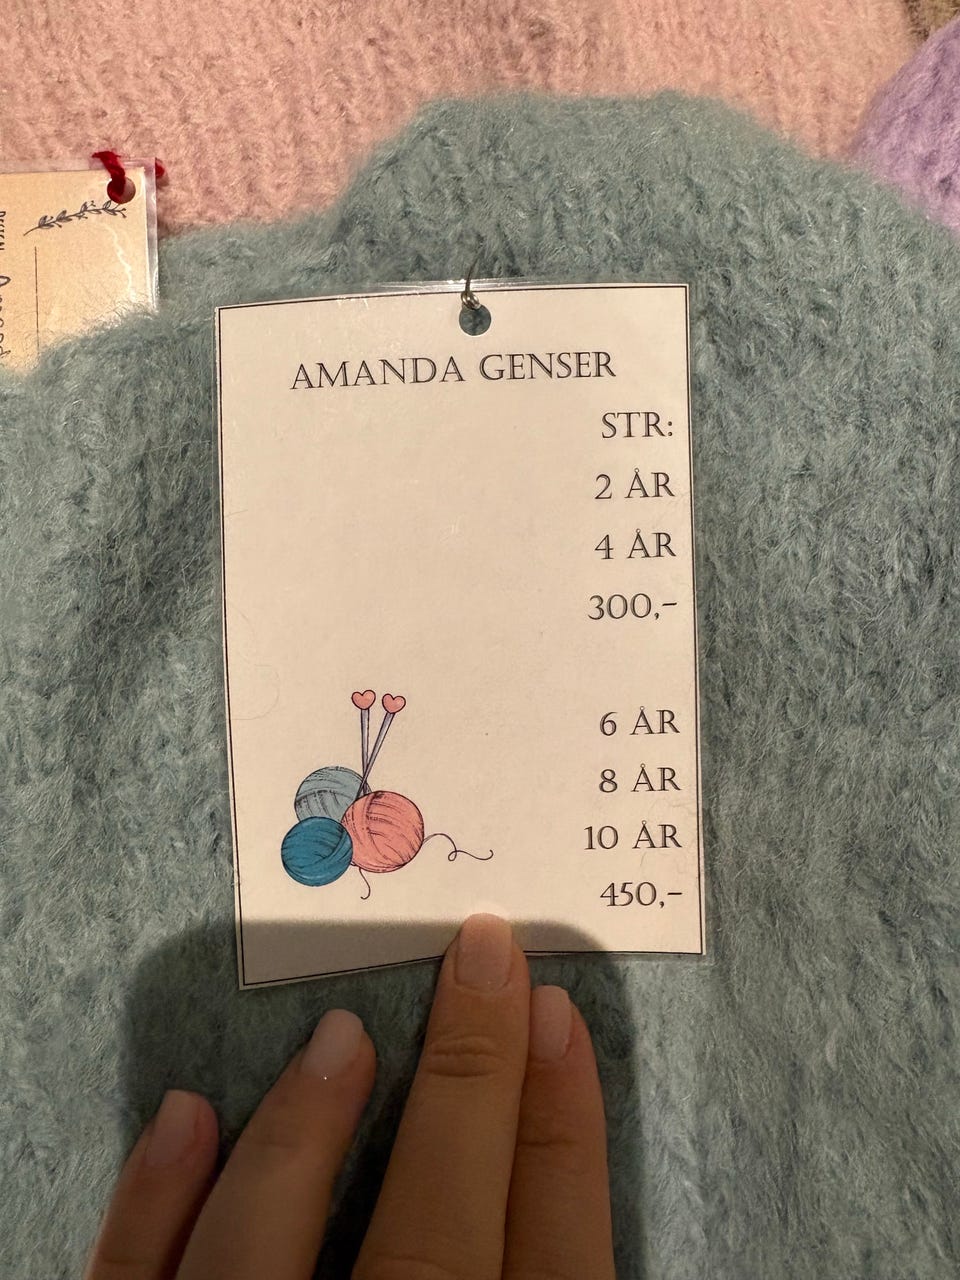 AMANDA GENSER
STR:
2 ÅR
4 ÅR
300,-
6 ÅR
8 ÅR
10 ÅR
450,-